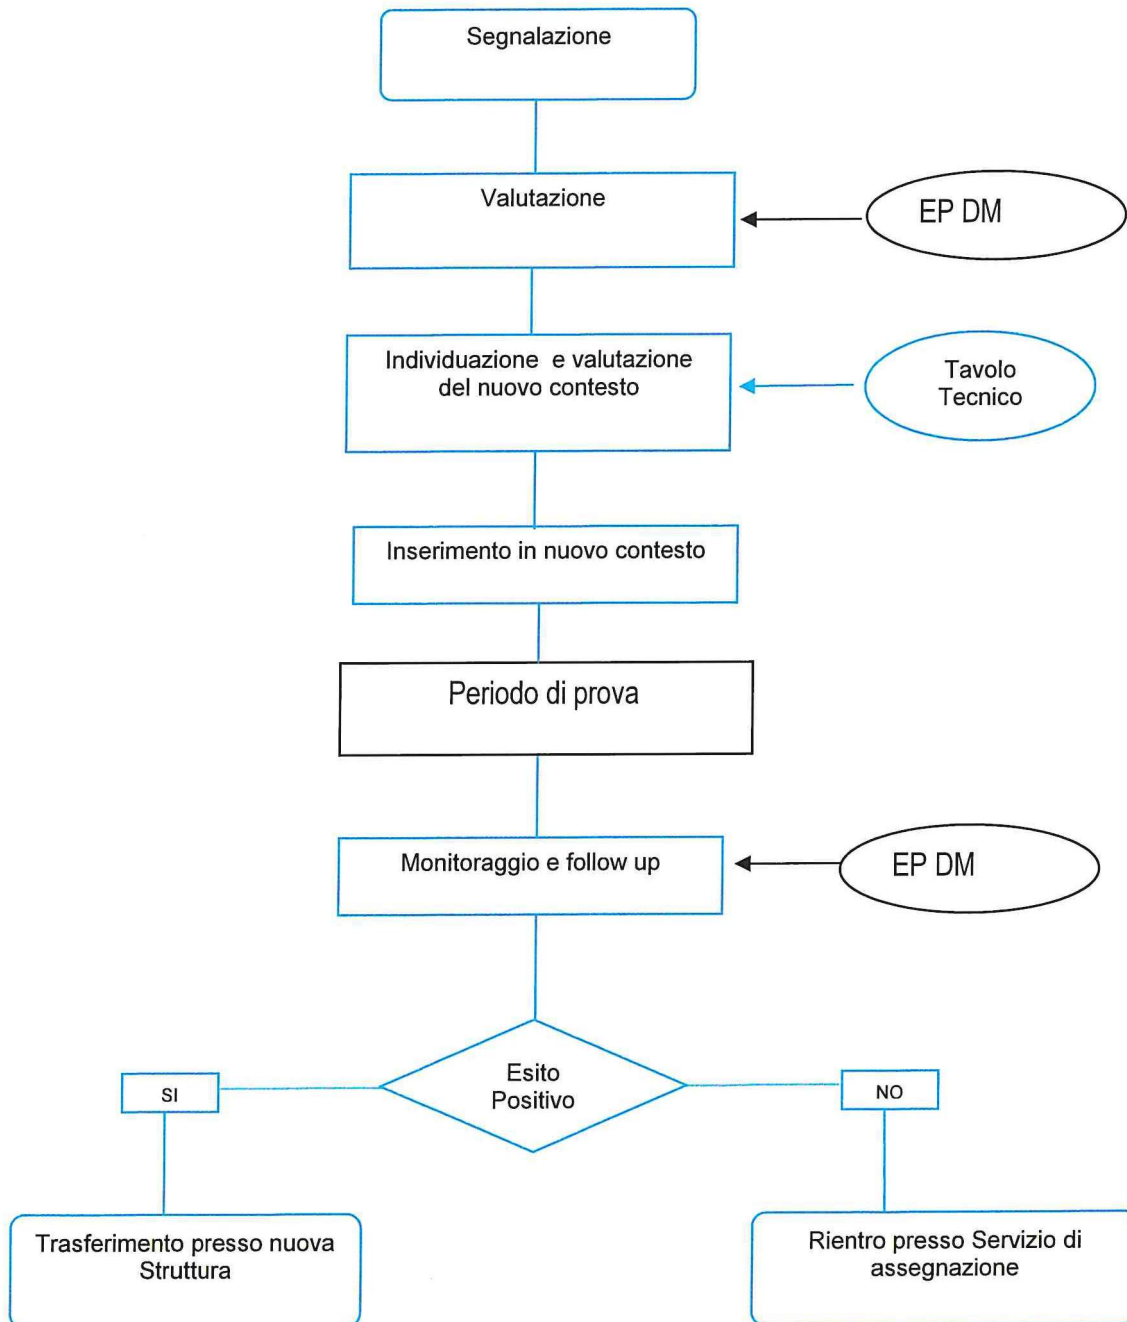 Segnalazione
Valutazione
EP DM
Individuazione e valutazione
del nuovo contesto
Tavolo
Tecnico
Inserimento in nuovo contesto
Periodo di prova
Monitoraggio e follow up
EP DM
Esito
Positivo
SI
NO
Trasferimento presso nuova
Struttura
Rientro presso Servizio di
assegnazione